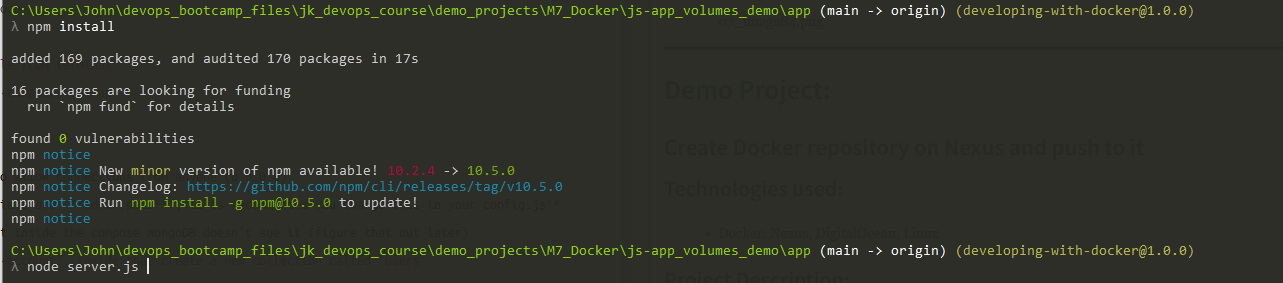 C:\Users\John\devops_bootcamp_files\jk_devops_course\demo_projects\M7_Docker\js-app_volumes_demo\app (main -> origin) (developing-with-docker@1.0.0)
λ npm install
added 169 packages, and audited 170 packages in 17s
16 packages are looking for funding
  run `npm fund` for details
found 0 vulnerabilities
npm notice
npm notice New minor version of npm available! 10.2.4 -> 10.5.0
npm notice Changelog: https://github.com/npm/cli/releases/tag/v10.5.0
npm notice Run npm install -g npm@10.5.0 to update!
npm notice
C:\Users\John\devops_bootcamp_files\jk_devops_course\demo_projects\M7_Docker\js-app_volumes_demo\app (main -> origin) (developing-with-docker@1.0.0)
λ node server.js
Demo Project:
Create Docker repository on Nexus and push to it
Technologies used:
Docker, Nexus, DigitalOcean, Linux
Project Description: